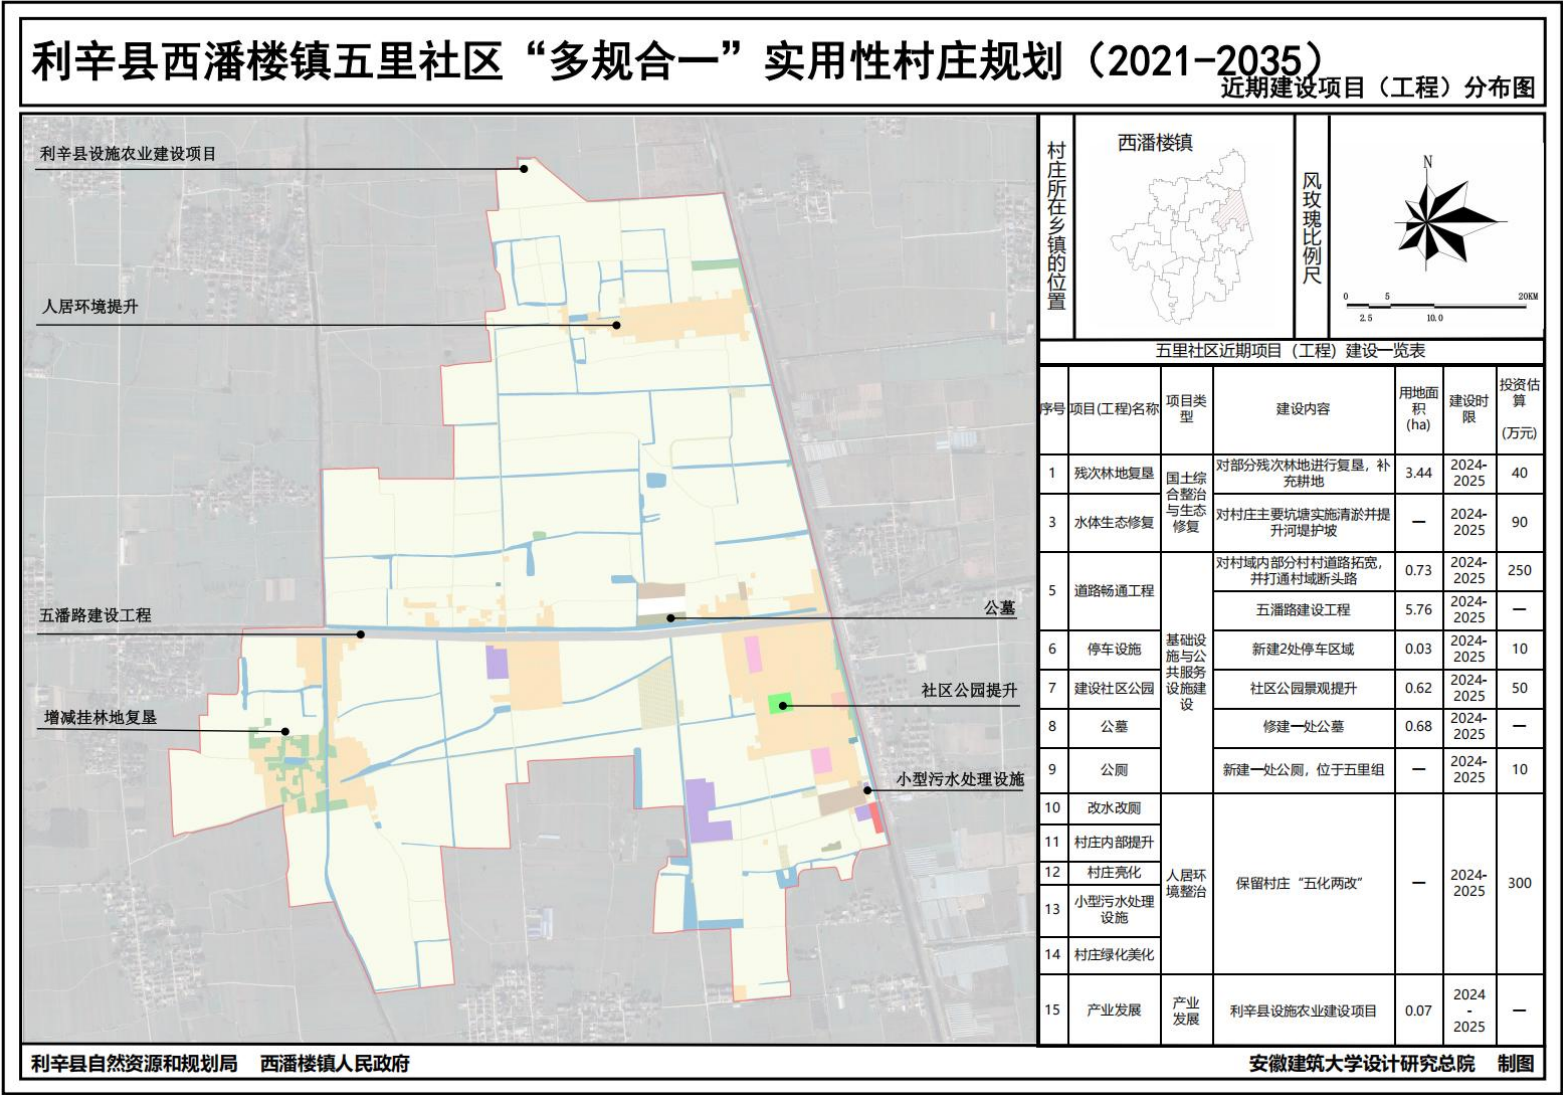 利辛县西潘楼镇五里社区“多规合一”实用性村庄规划（2021-2035）
近期建设项目（工程）分布图
利辛县设施农业建设项目
人居环境提升
五潘路建设工程
增减挂林地复垦
公墓
社区公园提升
小型污水处理设施
村庄所在乡镇的位置
西潘楼镇
风玫瑰比例尺
N
0 5 20KM
2.5 10.0
五里社区近期项目（工程）建设一览表
序号 项目(工程)名称 项目类型 建设内容 用地面积(ha) 建设时限 投资估算(万元)
1 残次林地复垦 国土综合整治与生态修复 对部分残次林地进行复垦，补充耕地 3.44 2024-2025 40
3 水体生态修复 对村庄主要坑塘实施清淤并提升河堤护坡 — 2024-2025 90
5 道路畅通工程 基础设施与公共服务设施建设 对村域内部分村村道路拓宽，并打通村域断头路 0.73 2024-2025 250
五潘路建设工程 5.76 2024-2025 —
6 停车设施 新建2处停车区域 0.03 2024-2025 10
7 建设社区公园 社区公园景观提升 0.62 2024-2025 50
8 公墓 修建一处公墓 0.68 2024-2025 —
9 公厕 新建一处公厕，位于五里组 — 2024-2025 10
10 改水改厕 人居环境整治 保留村庄“五化两改” — 2024-2025 300
11 村庄内部提升
12 村庄亮化
13 小型污水处理设施
14 村庄绿化美化
15 产业发展 产业发展 利辛县设施农业建设项目 0.07 2024-2025 —
利辛县自然资源和规划局 西潘楼镇人民政府
安徽建筑大学设计研究总院 制图